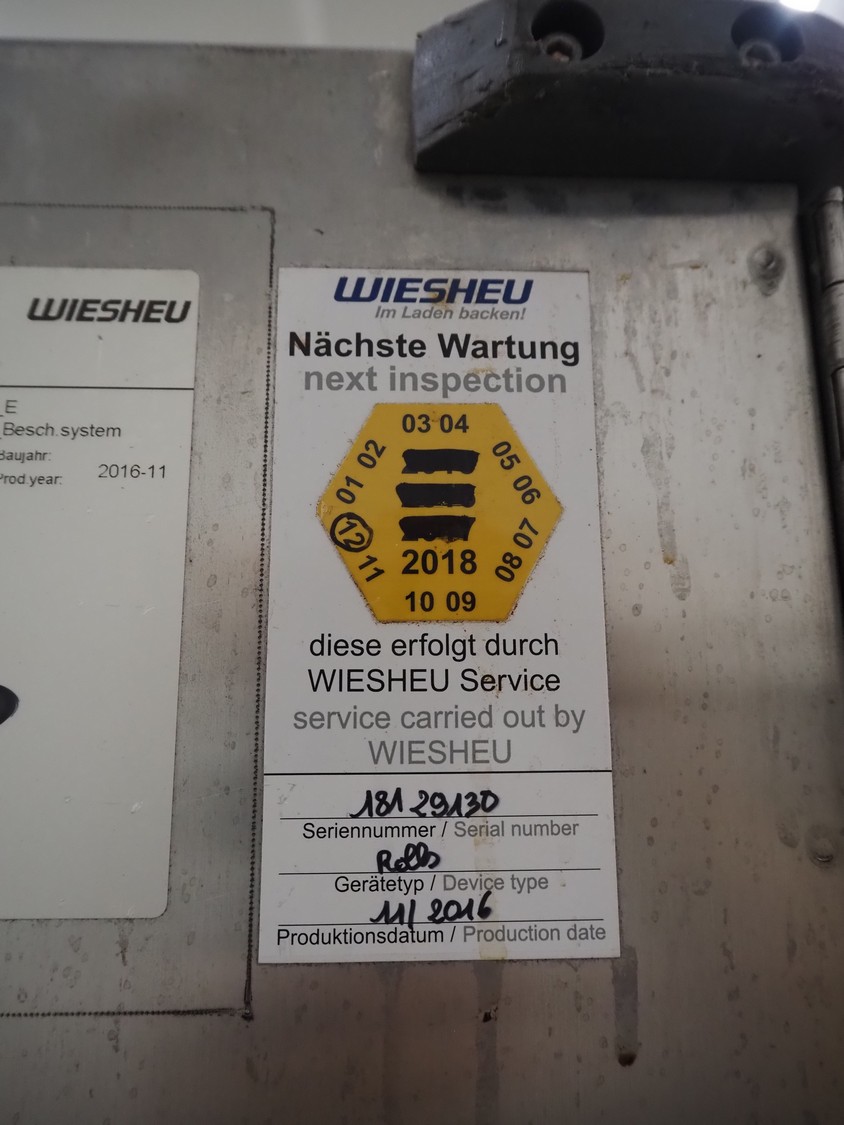 WIESHEU
_E
Besch.system
Baujahr:
Prod.year: 2016-11
WIESHEU
Im Laden backen!
Nächste Wartung
next inspection
03 04
01 02
05 06
12 11
08 07
2018
10 09
diese erfolgt durch
WIESHEU Service
service carried out by
WIESHEU
18129130
Seriennummer / Serial number
Gerätetyp / Device type
11/2016
Produktionsdatum / Production date